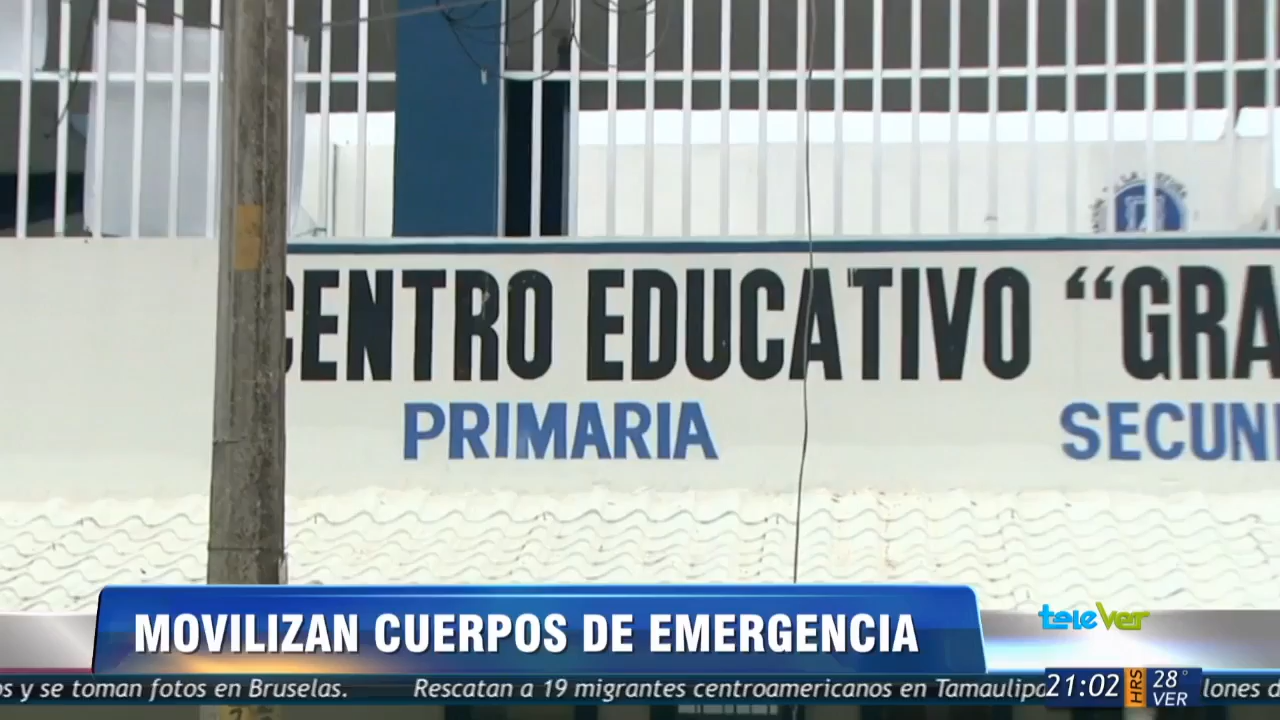 CENTRO EDUCATIVO “GRA
PRIMARIA
SECUN
MOVILIZAN CUERPOS DE EMERGENCIA
teleVer
os y se toman fotos en Bruselas. Rescatan a 19 migrantes centroamericanos en Tamaulipa
21:02 HRS
28°
VER
lones d